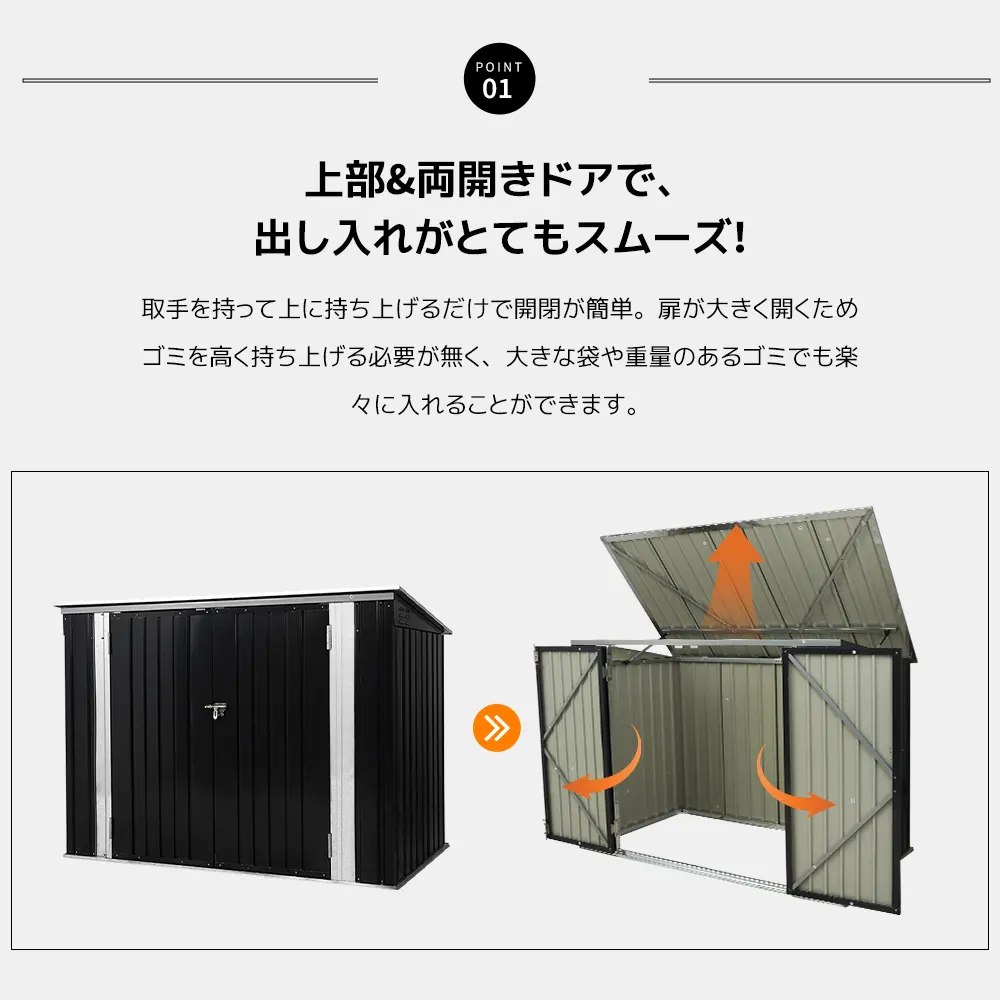 POINT
01
上部&両開きドアで、
出し入れがとてもスムーズ!
取手を持って上に持ち上げるだけで開閉が簡単。扉が大きく開くため
ゴミを高く持ち上げる必要が無く、大きな袋や重量のあるゴミでも楽
々に入れることができます。